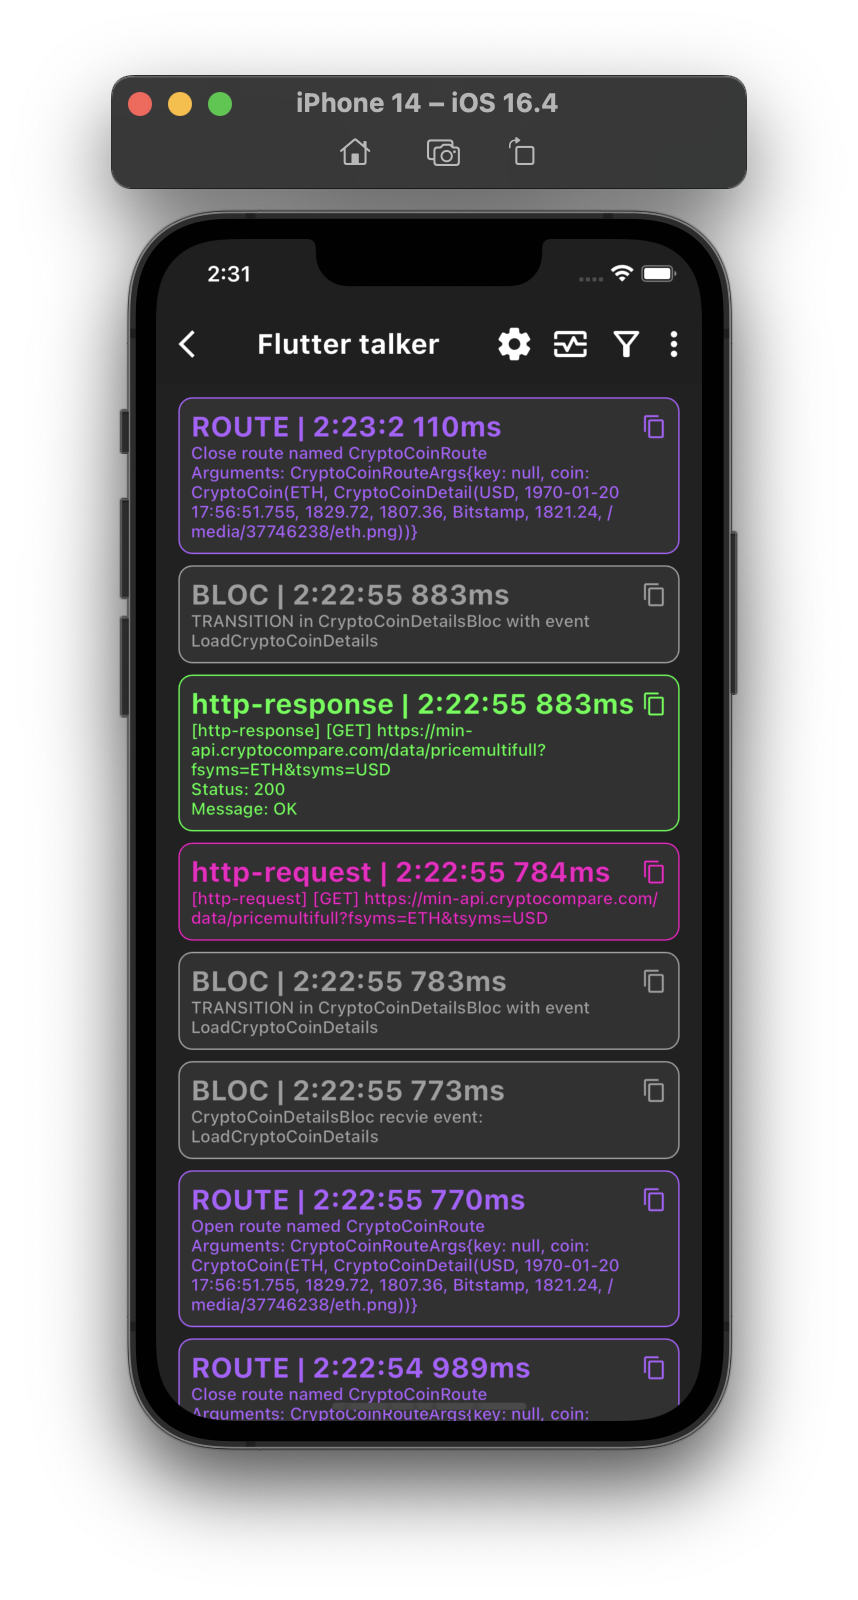 iPhone 14 – iOS 16.4
2:31
Flutter talker
ROUTE | 2:23:2 110ms
Close route named CryptoCoinRoute
Arguments: CryptoCoinRouteArgs{key: null, coin:
CryptoCoin(ETH, CryptoCoinDetail(USD, 1970-01-20
17:56:51.755, 1829.72, 1807.36, Bitstamp, 1821.24, /
media/37746238/eth.png))}
BLOC | 2:22:55 883ms
TRANSITION in CryptoCoinDetailsBloc with event
LoadCryptoCoinDetails
http-response | 2:22:55 883ms
[http-response] [GET] https://min-
api.cryptocompare.com/data/pricemultifull?
fsyms=ETH&tsyms=USD
Status: 200
Message: OK
http-request | 2:22:55 784ms
[http-request] [GET] https://min-api.cryptocompare.com/
data/pricemultifull?fsyms=ETH&tsyms=USD
BLOC | 2:22:55 783ms
TRANSITION in CryptoCoinDetailsBloc with event
LoadCryptoCoinDetails
BLOC | 2:22:55 773ms
CryptoCoinDetailsBloc recvie event:
LoadCryptoCoinDetails
ROUTE | 2:22:55 770ms
Open route named CryptoCoinRoute
Arguments: CryptoCoinRouteArgs{key: null, coin:
CryptoCoin(ETH, CryptoCoinDetail(USD, 1970-01-20
17:56:51.755, 1829.72, 1807.36, Bitstamp, 1821.24, /
media/37746238/eth.png))}
ROUTE | 2:22:54 989ms
Close route named CryptoCoinRoute
Arguments: CryptoCoinRouteArgs{key: null, coin: